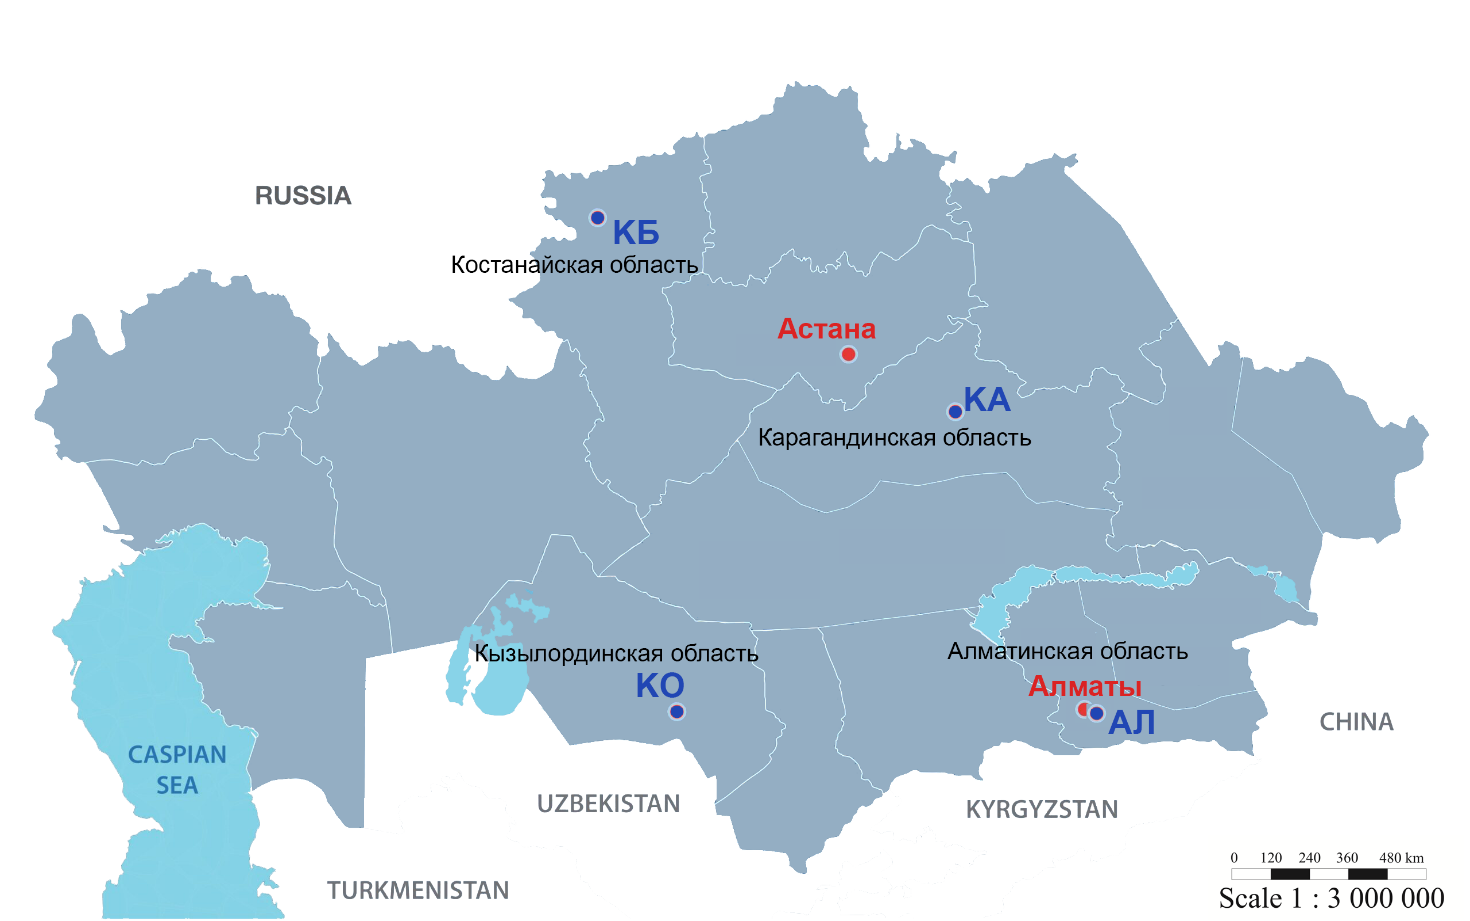 RUSSIA
КБ
Костанайская область
Астана
КА
Карагандинская область
Кызылординская область
КО
Алматинская область
Алматы
АЛ
CHINA
CASPIAN
SEA
UZBEKISTAN
KYRGYZSTAN
TURKMENISTAN
0 120 240 360 480 km
Scale 1 : 3 000 000